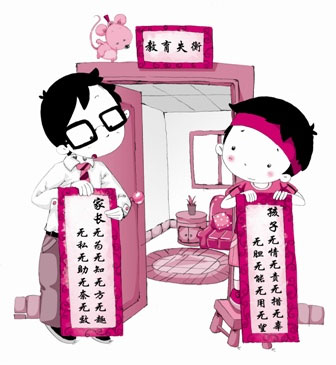 教育失衡
家长无为无知无方无趣
无私无助无奈无
孩子无情无责无措无辜
无胆无能无用无望